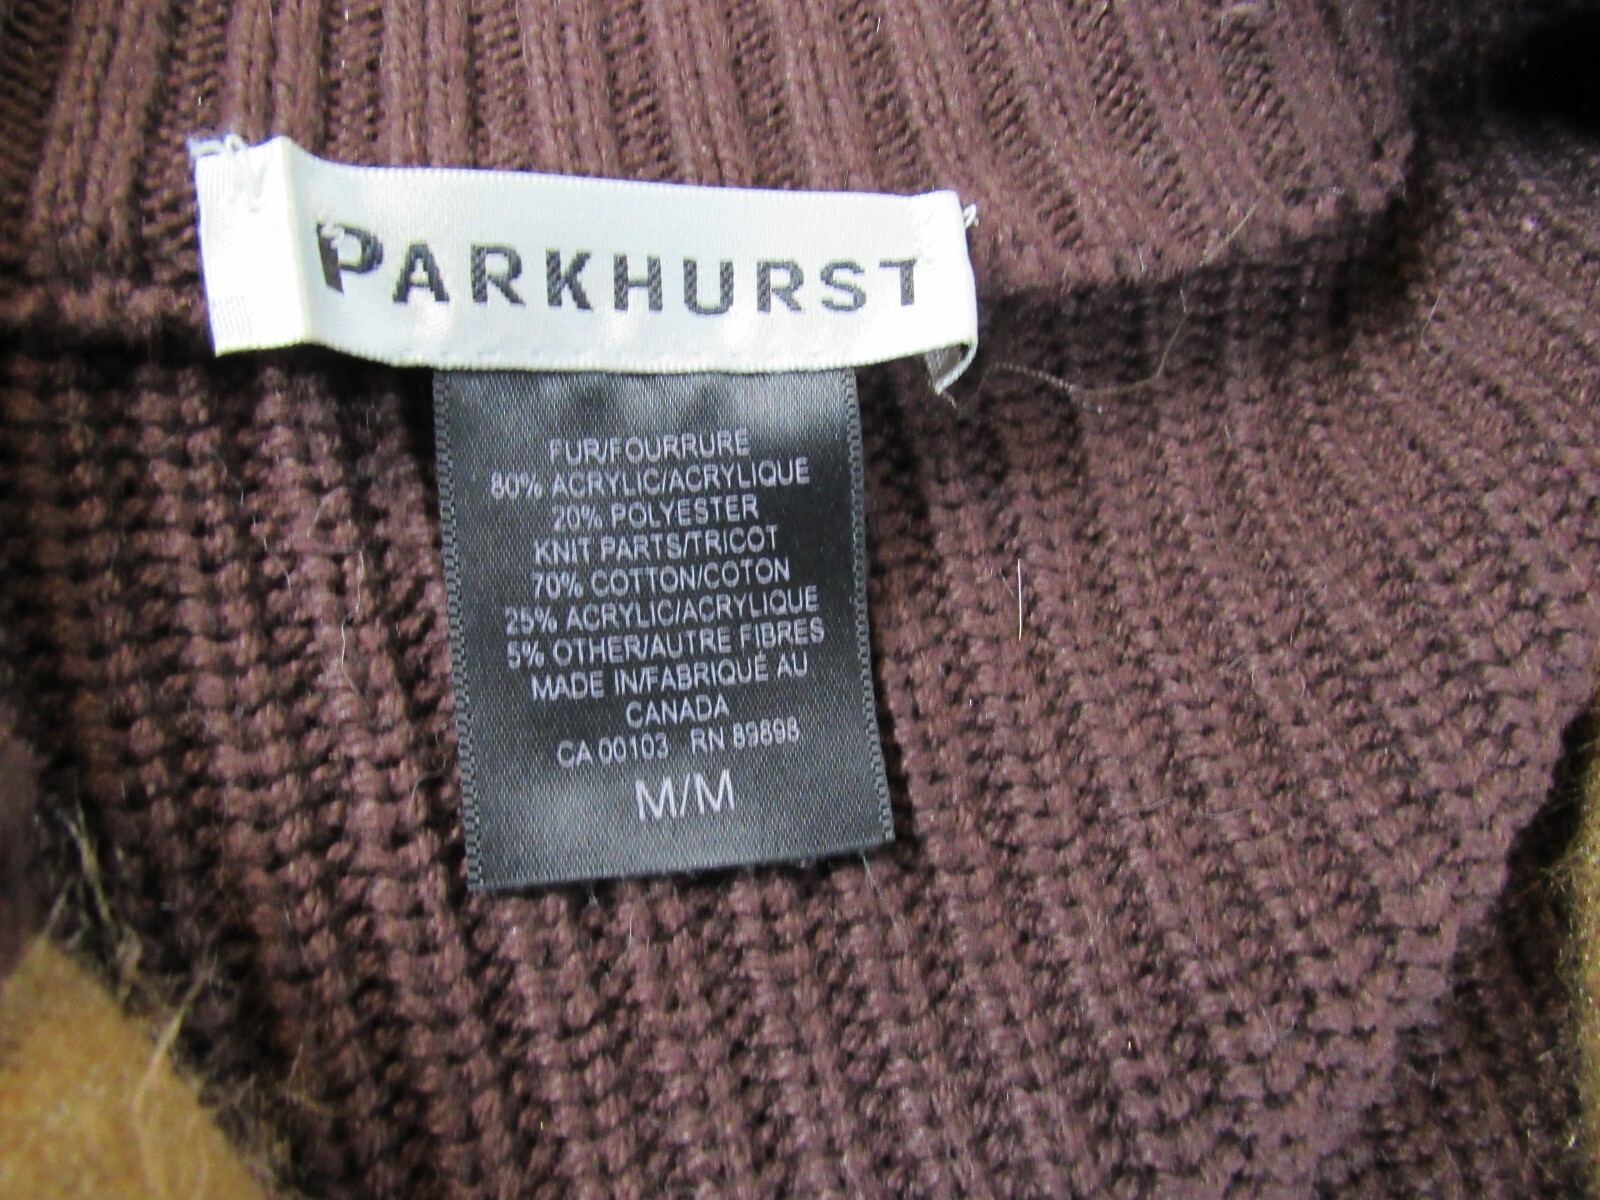 PARKHURST
FUR/FOURRURE
80% ACRYLIC/ACRYLIQUE
20% POLYESTER
KNIT PARTS/TRICOT
70% COTTON/COTON
25% ACRYLIC/ACRYLIQUE
5% OTHER/AUTRE FIBRES
MADE IN/FABRIQUE AU
CANADA
CA 00103 RN 89898
M/M